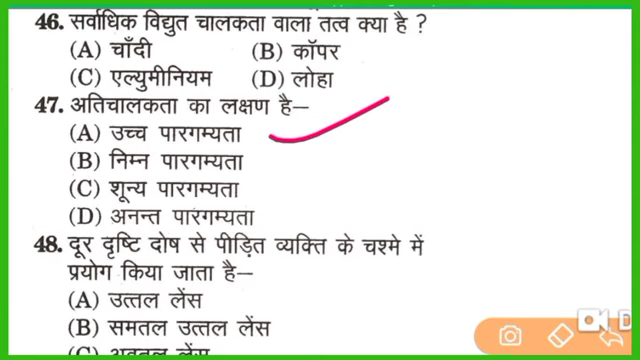 46. सर्वाधिक विद्युत चालकता वाला तत्व क्या है ?
(A) चाँदी (B) कॉपर
(C) एल्युमीनियम (D) लोहा
47. अतिचालकता का लक्षण है–
(A) उच्च पारगम्यता
(B) निम्न पारगम्यता
(C) शून्य पारगम्यता
(D) अनन्त पारगम्यता
48. दूर दृष्टि दोष से पीड़ित व्यक्ति के चश्मे में
प्रयोग किया जाता है–
(A) उत्तल लेंस
(B) समतल उत्तल लेंस
(C) अवतल लेंस